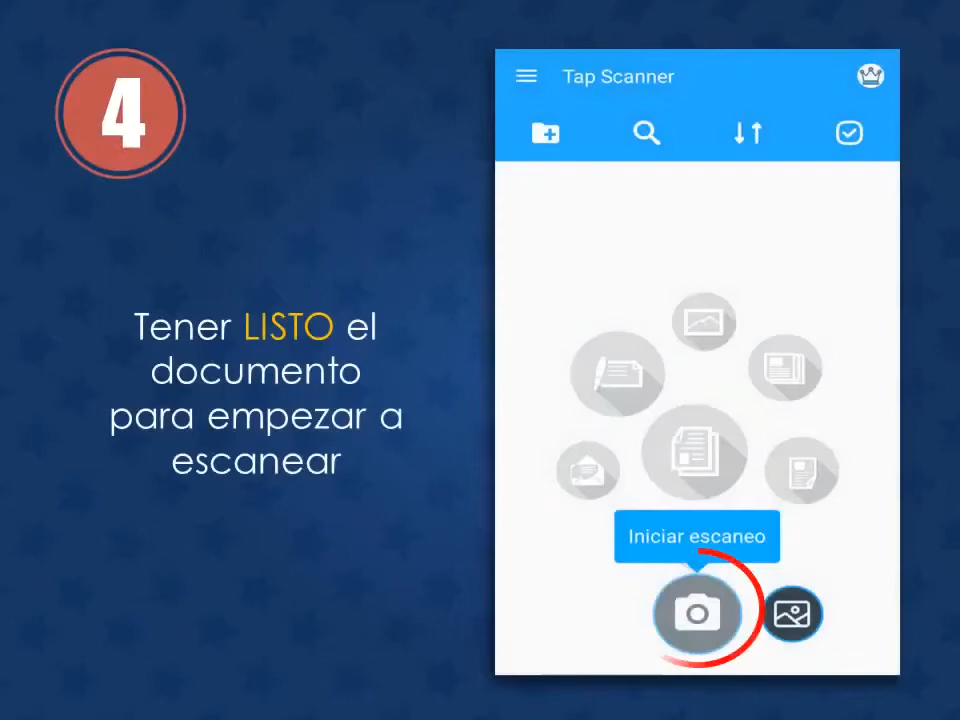 4
Tener LISTO el
documento
para empezar a
escanear
Tap Scanner
Iniciar escaneo